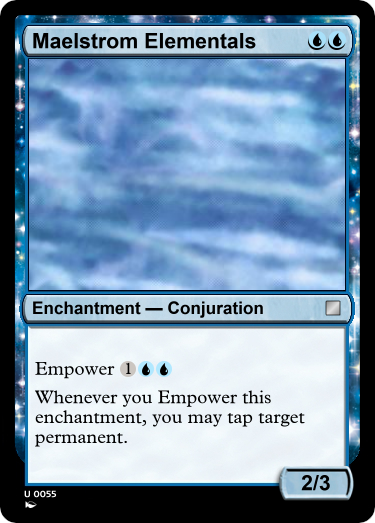 Maelstrom Elementals
Enchantment — Conjuration
Empower 1
Whenever you Empower this
enchantment, you may tap target
permanent.
2/3
U 0055